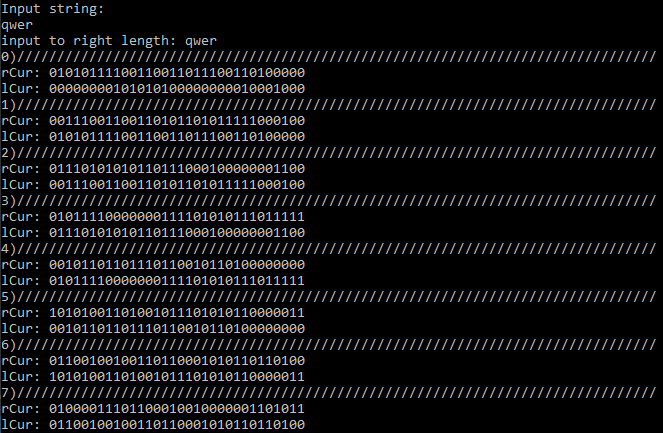 Input string:
qwer
input to right length: qwer
0)////////////////////////////////////////////////////////////////////////////////
rCur: 01010111100110011011100110100000
lCur: 00000000101010100000000010001000
1)////////////////////////////////////////////////////////////////////////////////
rCur: 00111001100110101101011111000100
lCur: 01010111100110011011100110100000
2)////////////////////////////////////////////////////////////////////////////////
rCur: 01110101010110111000100000001100
lCur: 00111001100110101101011111000100
3)////////////////////////////////////////////////////////////////////////////////
rCur: 01011110000000111101010111011111
lCur: 01110101010110111000100000001100
4)////////////////////////////////////////////////////////////////////////////////
rCur: 00101101101110110010110100000000
lCur: 01011110000000111101010111011111
5)////////////////////////////////////////////////////////////////////////////////
rCur: 10101001101001011101010110000011
lCur: 00101101101110110010110100000000
6)////////////////////////////////////////////////////////////////////////////////
rCur: 01100100100110110001010110110100
lCur: 10101001101001011101010110000011
7)////////////////////////////////////////////////////////////////////////////////
rCur: 01000011101100010010000001101011
lCur: 01100100100110110001010110110100